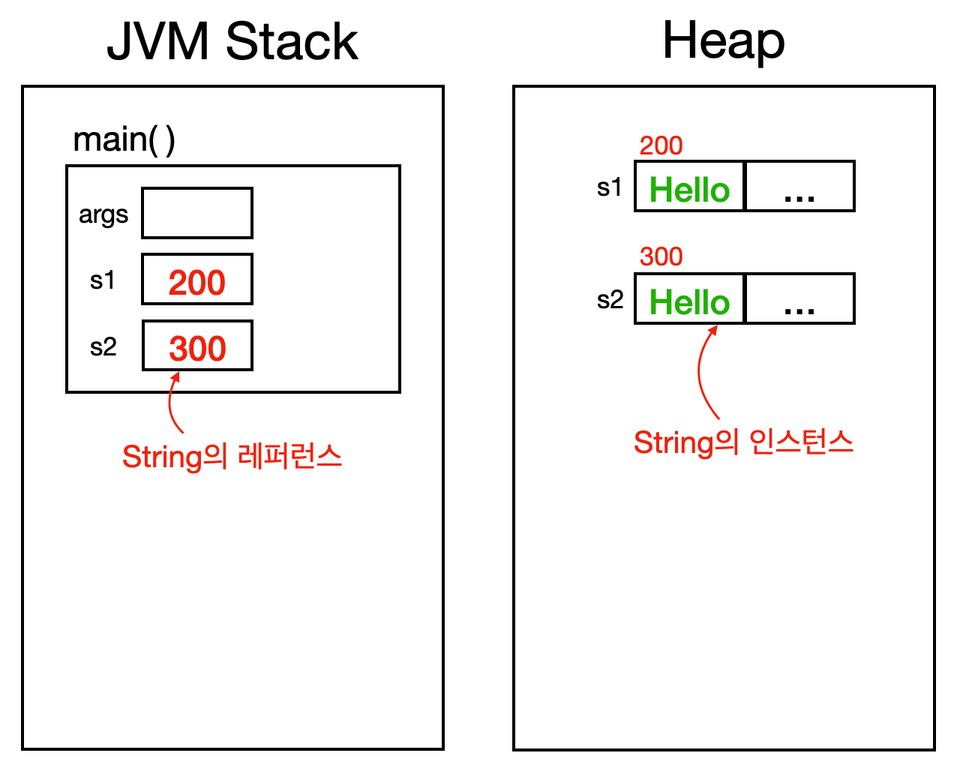 JVM Stack
main( )
args
s1 200
s2 300
String의 레퍼런스
Heap
200
s1 Hello ...
300
s2 Hello ...
String의 인스턴스